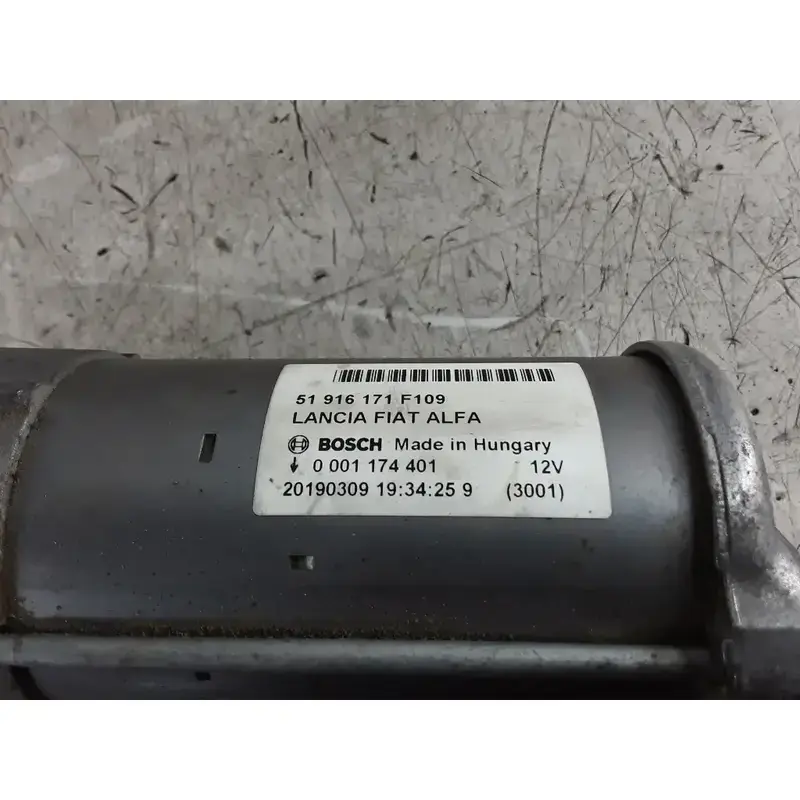 51 916 171 F109
LANCIA FIAT ALFA
BOSCH Made in Hungary
0 001 174 401 12V
20190309 19:34:25 9 (3001)